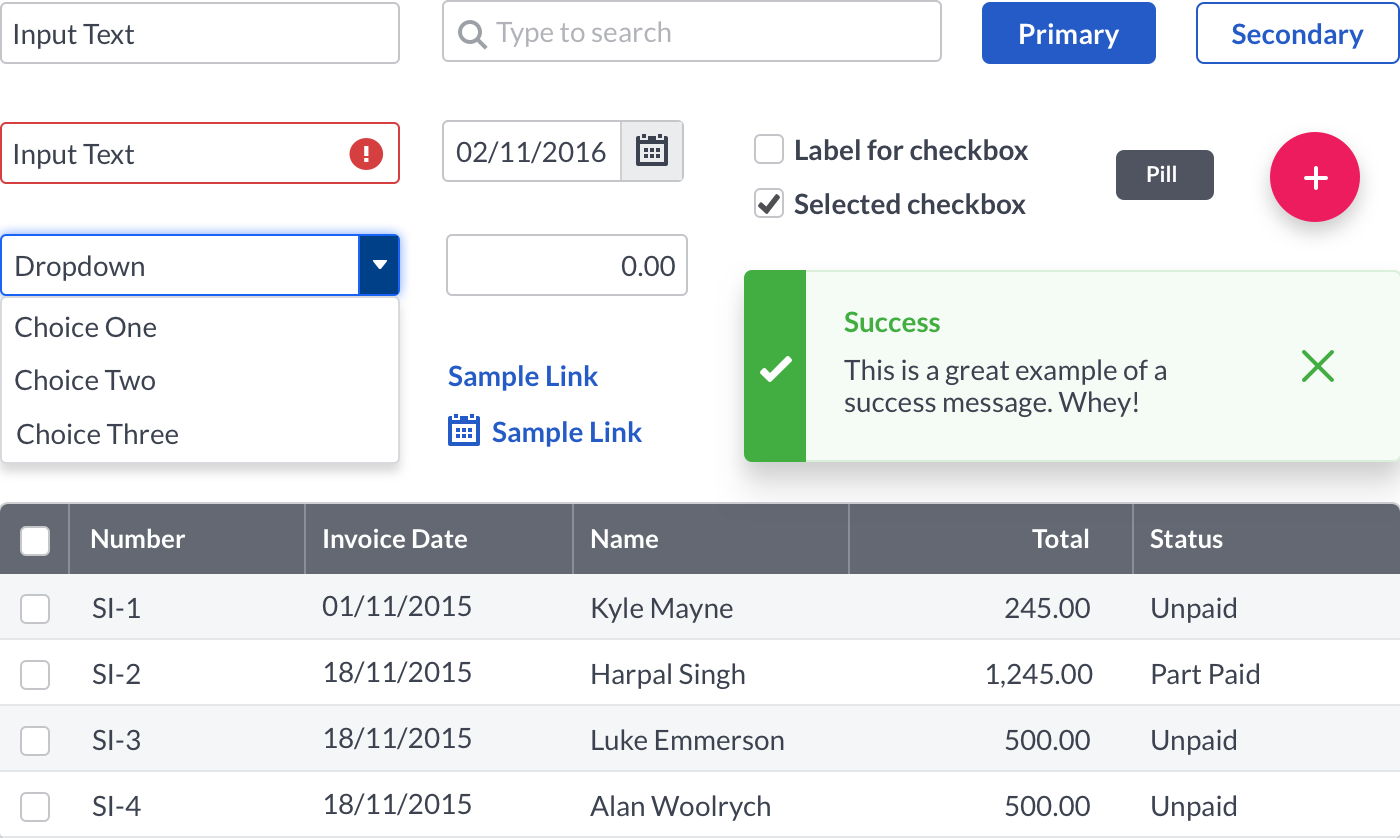 Input Text
Type to search
Primary
Secondary
Input Text
02/11/2016
Label for checkbox
Selected checkbox
Pill
Dropdown
0.00
Choice One
Choice Two
Choice Three
Sample Link
Sample Link
Success
This is a great example of a
success message. Whey!
Number Invoice Date Name Total Status
SI-1 01/11/2015 Kyle Mayne 245.00 Unpaid
SI-2 18/11/2015 Harpal Singh 1,245.00 Part Paid
SI-3 18/11/2015 Luke Emmerson 500.00 Unpaid
SI-4 18/11/2015 Alan Woolrych 500.00 Unpaid